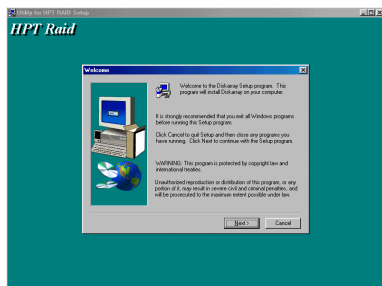 Utility for HPT RAID Setup
HPT Raid
Welcome
Welcome to the Diskarray Setup program. This
program will install Diskarray on your computer.
It is strongly recommended that you exit all Windows programs
before running this Setup program.
Click Cancel to quit Setup and then close any programs you
have running. Click Next to continue with the Setup program.
WARNING: This program is protected by copyright law and
international treaties.
Unauthorized reproduction or distribution of this program, or any
portion of it, may result in severe civil and criminal penalties, and
will be prosecuted to the maximum extent possible under law.
Next >
Cancel